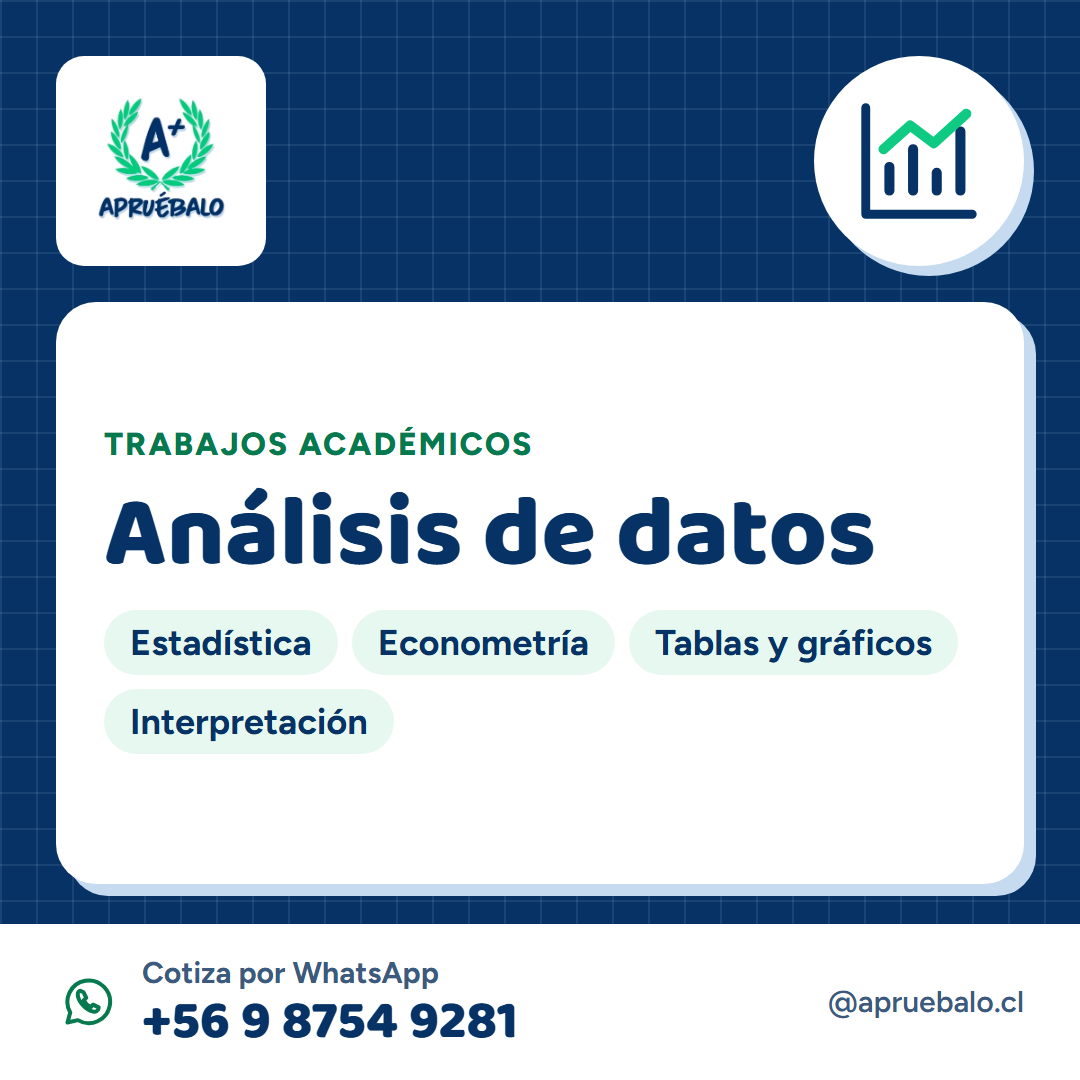 A+
APRUÉBALO
TRABAJOS ACADÉMICOS
Análisis de datos
Estadística
Econometría
Tablas y gráficos
Interpretación
Cotiza por WhatsApp
+56 9 8754 9281
@apruebalo.cl